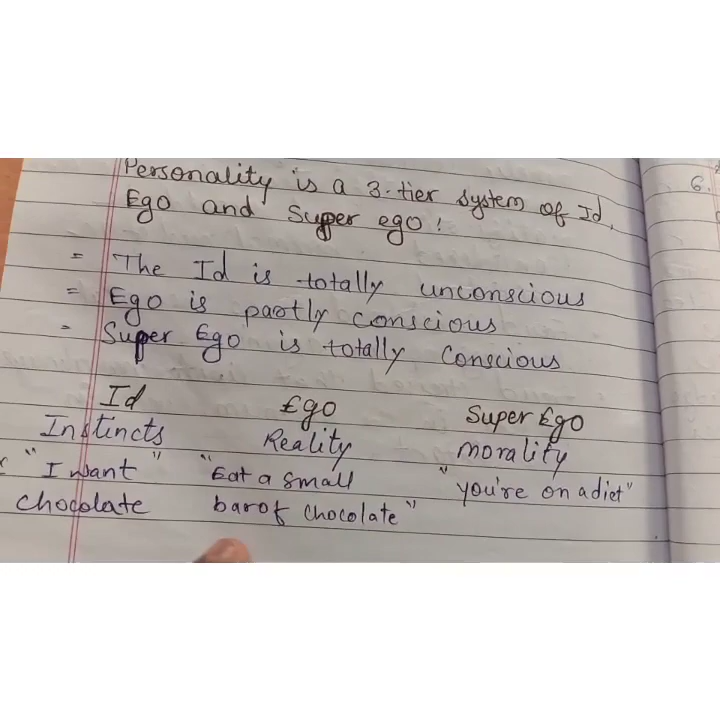 Personality is a 3-tier system of Id,
Ego and Super ego!
= The Id is totally unconscious
= Ego is partly conscious
= Super Ego is totally Conscious
Id Ego Super Ego
Instincts Reality morality
"I want" "Eat a small "you're on a diet"
chocolate bar of chocolate"
6.